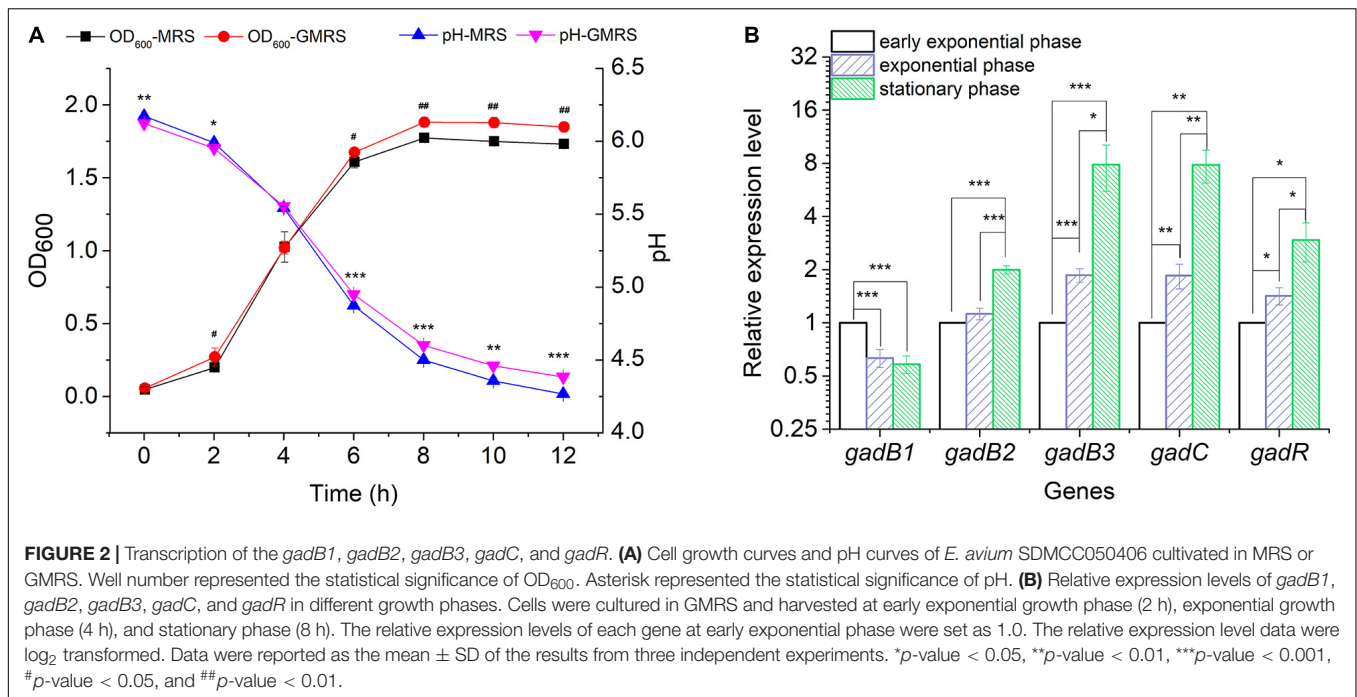 A
OD600-MRS OD600-GMRS pH-MRS pH-GMRS
2.0
1.5
1.0
0.5
0.0
OD600
6.5
6.0
5.5
5.0
4.5
4.0
pH
** * # # *** ## *** ## ** ## ***
0 2 4 6 8 10 12
Time (h)
B
early exponential phase
exponential phase
stationary phase
32
16
8
4
2
1
0.5
0.25
Relative expression level
*** ***
*** ***
*** * ***
** ** **
* * *
gadB1 gadB2 gadB3 gadC gadR
Genes
FIGURE 2 | Transcription of the gadB1, gadB2, gadB3, gadC, and gadR. (A) Cell growth curves and pH curves of E. avium SDMCC050406 cultivated in MRS or
GMRS. Well number represented the statistical significance of OD600. Asterisk represented the statistical significance of pH. (B) Relative expression levels of gadB1,
gadB2, gadB3, gadC, and gadR in different growth phases. Cells were cultured in GMRS and harvested at early exponential growth phase (2 h), exponential growth
phase (4 h), and stationary phase (8 h). The relative expression levels of each gene at early exponential phase were set as 1.0. The relative expression level data were
log2 transformed. Data were reported as the mean ± SD of the results from three independent experiments. *p-value < 0.05, **p-value < 0.01, ***p-value < 0.001,
#p-value < 0.05, and ##p-value < 0.01.